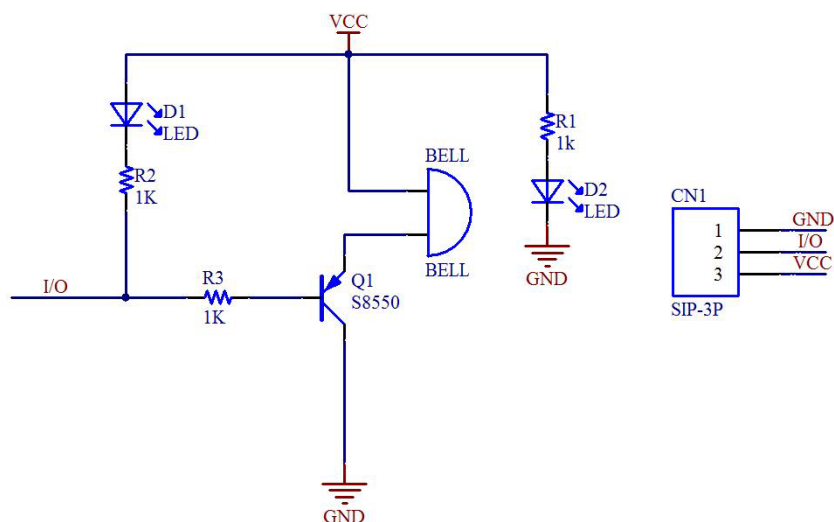 VCC
D1
LED
R2
1K
BELL
R1
1k
D2
LED
GND
BELL
I/O
R3
1K
Q1
S8550
GND
CN1
1
GND
2
I/O
3
VCC
SIP-3P